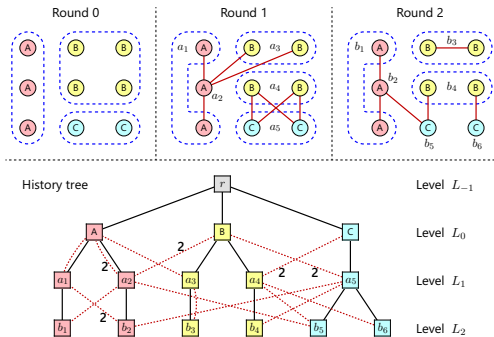 Round 0 Round 1 Round 2
A B B a₁ A B B a₃ b₁ A B B b₃
A B B A a₂ B B a₄ A b₂ B B b₄
A C C A C C a₅ A C b₅ C b₆
History tree r Level L₋₁
A B C Level L₀
2 2 2 2
a₁ a₂ a₃ a₄ a₅ Level L₁
2
b₁ b₂ b₃ b₄ b₅ b₆ Level L₂